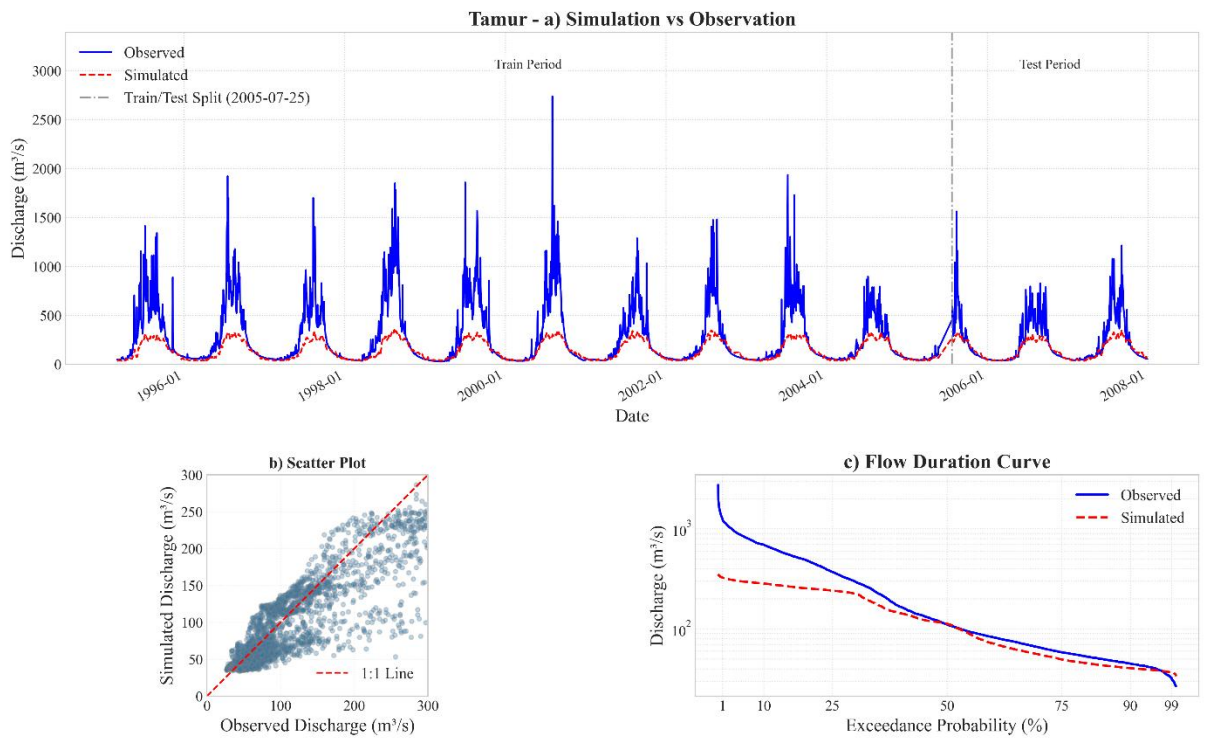 Tamur - a) Simulation vs Observation
Observed
Simulated
Train/Test Split (2005-07-25)
Train Period
Test Period
Discharge (m³/s)
3000
2500
2000
1500
1000
500
0
1996-01
1998-01
2000-01
2002-01
2004-01
2006-01
2008-01
Date
b) Scatter Plot
Simulated Discharge (m³/s)
300
250
200
150
100
50
0
1:1 Line
0
100
200
300
Observed Discharge (m³/s)
c) Flow Duration Curve
Observed
Simulated
Discharge (m³/s)
10³
10²
1
10
25
50
75
90
99
Exceedance Probability (%)